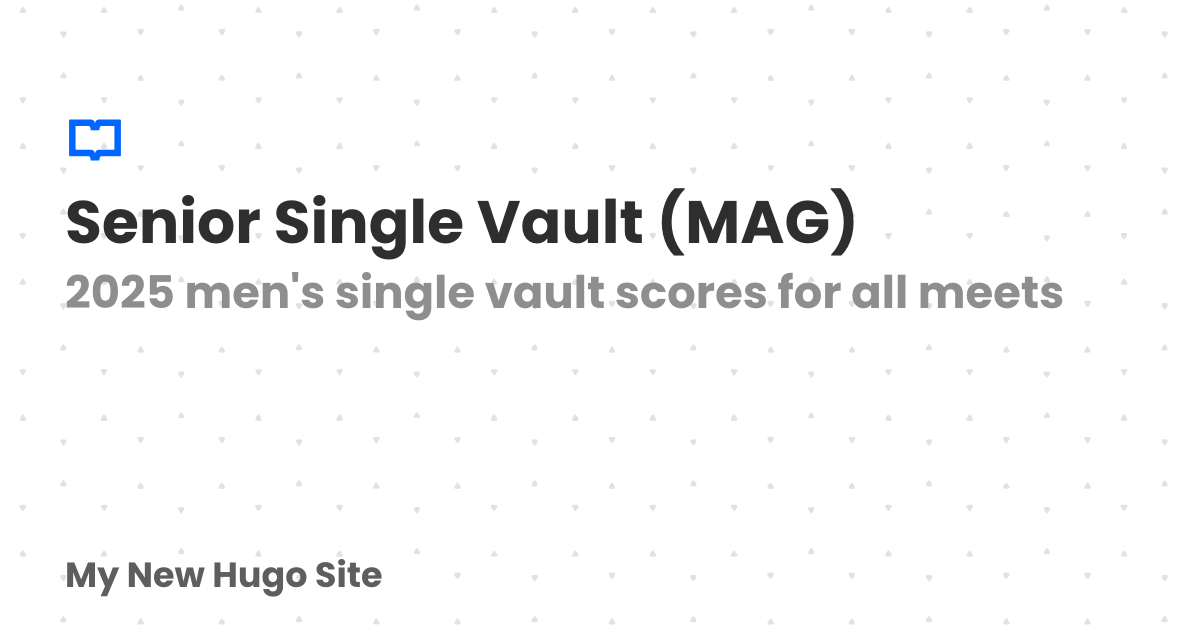 Senior Single Vault (MAG)
2025 men's single vault scores for all meets
My New Hugo Site